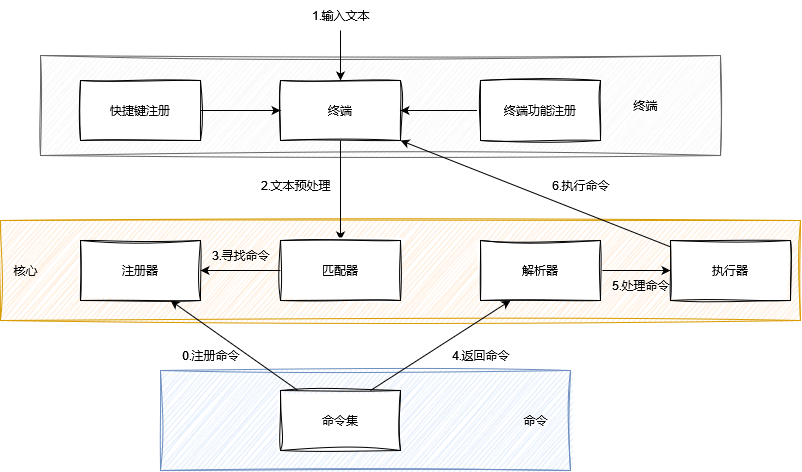 1.输入文本
快捷键注册
终端
终端功能注册
终端
2.文本预处理
6.执行命令
核心
注册器
3.寻找命令
匹配器
解析器
5.处理命令
执行器
0.注册命令
4.返回命令
命令集
命令